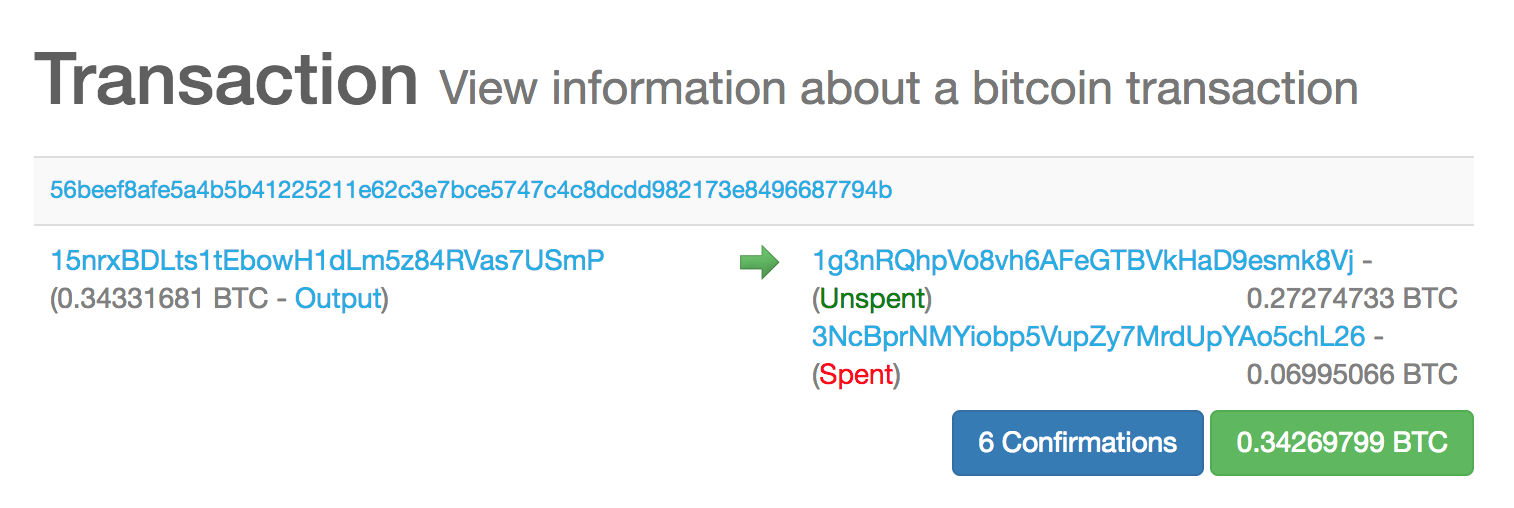 Transaction View information about a bitcoin transaction
56beef8afe5a4b5b41225211e62c3e7bce5747c4c8dcdd982173e8496687794b
15nrxBDLts1tEbowH1dLm5z84RVas7USmP
(0.34331681 BTC - Output)
1g3nRQhpVo8vh6AFeGTBVkHaD9esmk8Vj -
(Unspent) 0.27274733 BTC
3NcBprNMYiobp5VupZy7MrdUpYAo5chL26 -
(Spent) 0.06995066 BTC
6 Confirmations 0.34269799 BTC